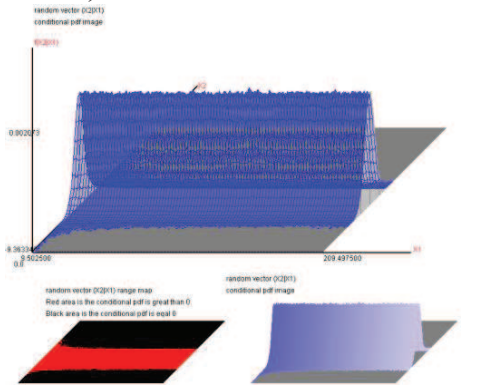 random vector (X2|X1)
conditional pdf image
f(X2|X1)
X2
0.902073
9.502500
0.0
209.497500
X1
random vector (X2|X1) range map
Red area is the conditional pdf is great than 0
Black area is the conditional pdf is eqal 0
random vector (X2|X1)
conditional pdf image